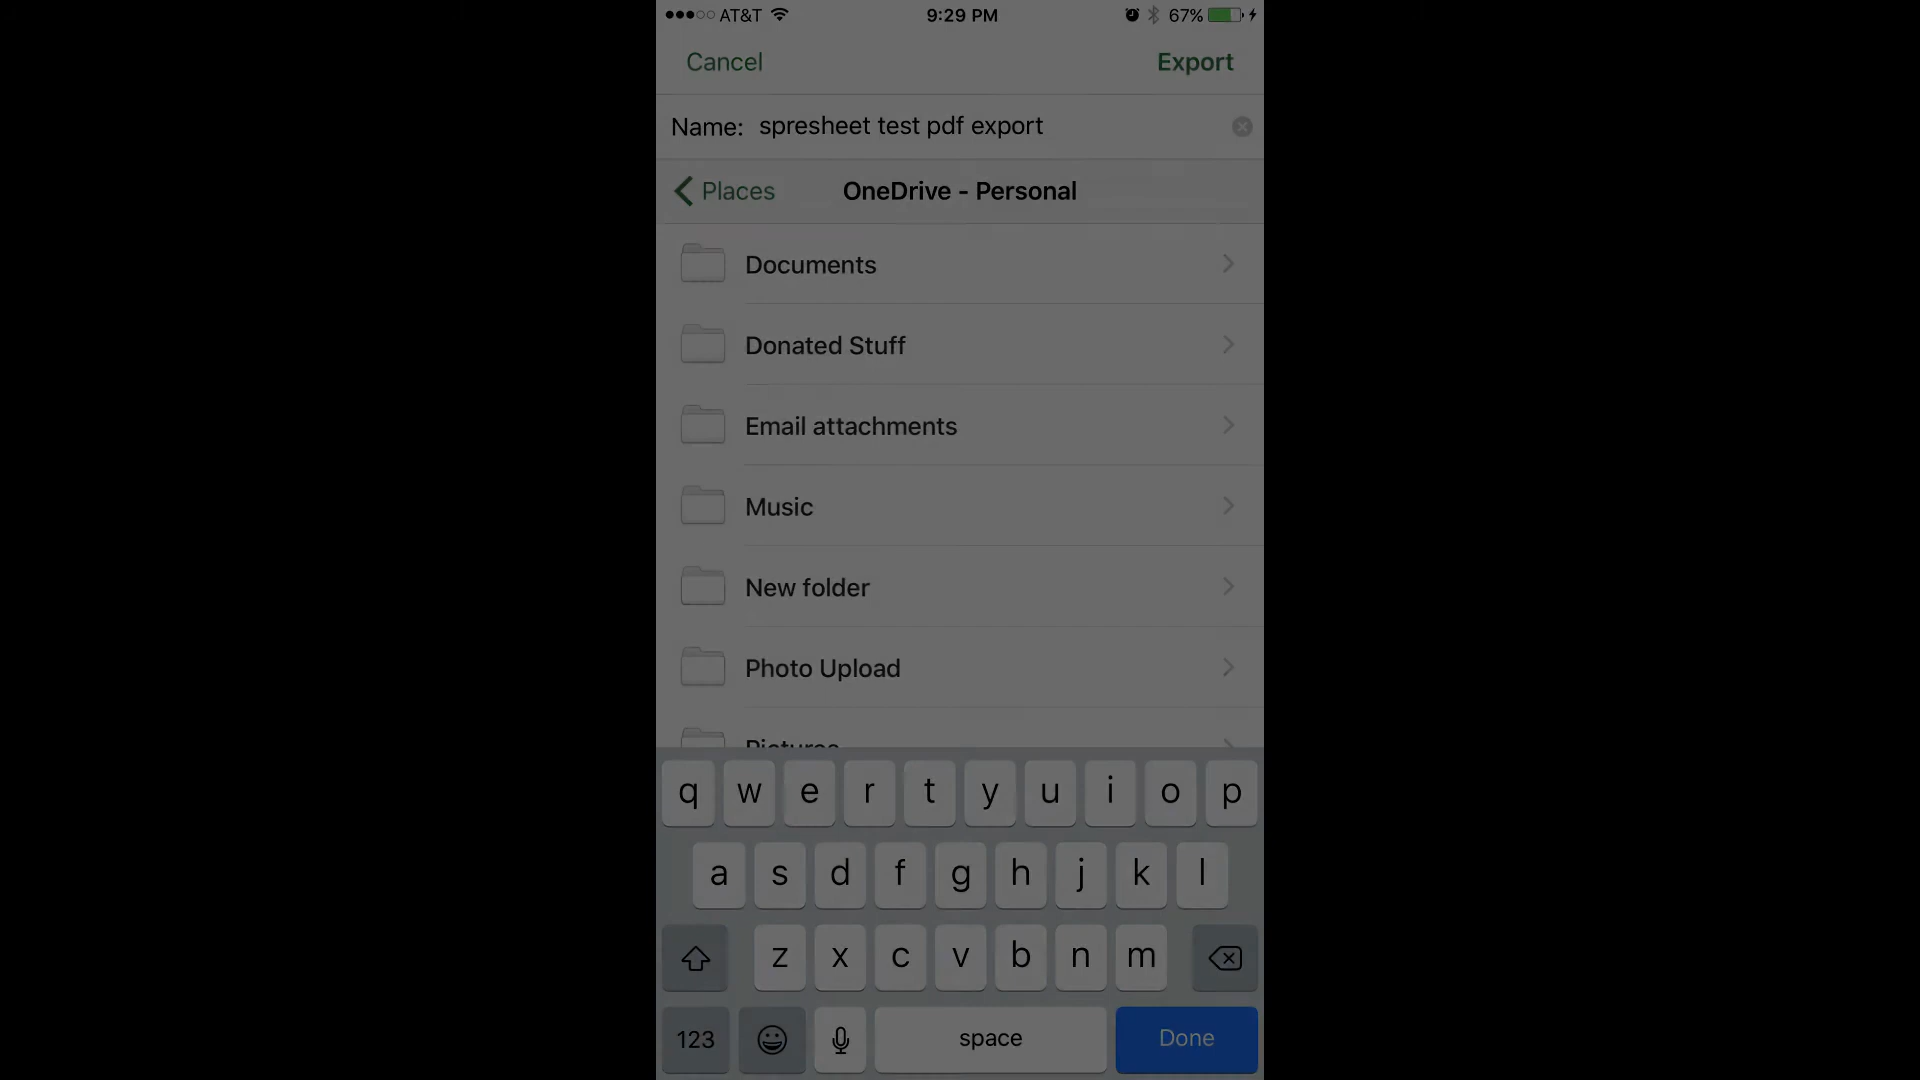 AT&T 9:29 PM 67%
Cancel Export
Name: spresheet test pdf export
Places OneDrive - Personal
Documents
Donated Stuff
Email attachments
Music
New folder
Photo Upload
Pictures
q w e r t y u i o p
a s d f g h j k l
z x c v b n m
123 space Done